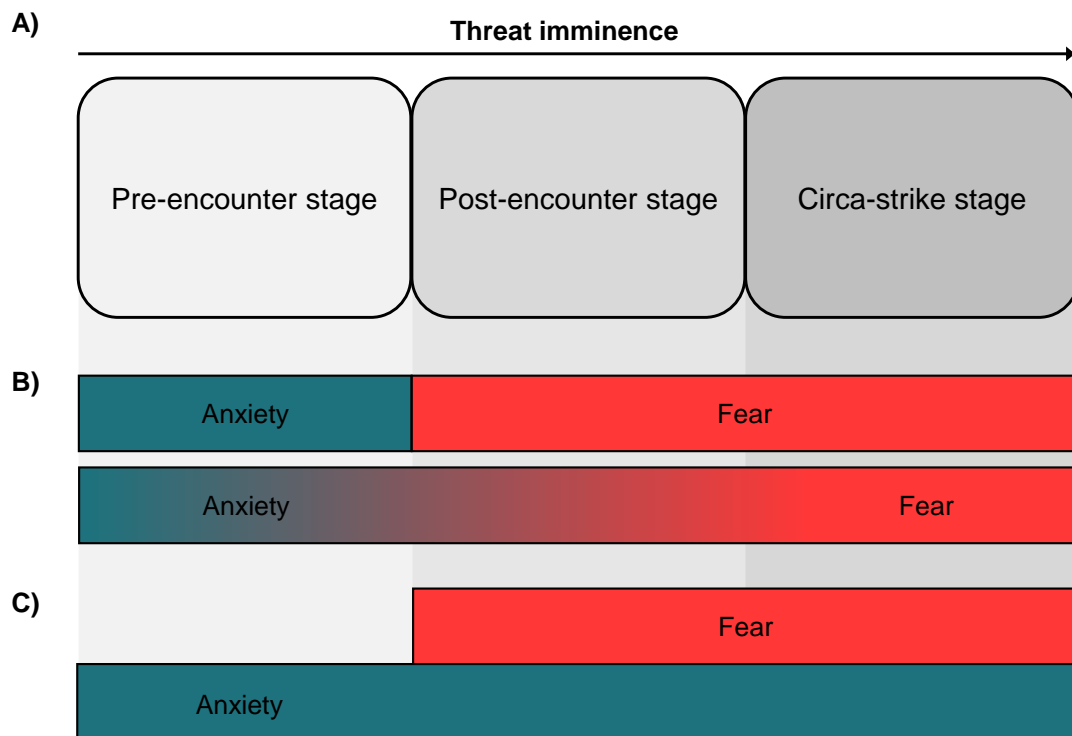 A)
Threat imminence
Pre-encounter stage
Post-encounter stage
Circa-strike stage
B)
Anxiety
Fear
Anxiety
Fear
C)
Fear
Anxiety